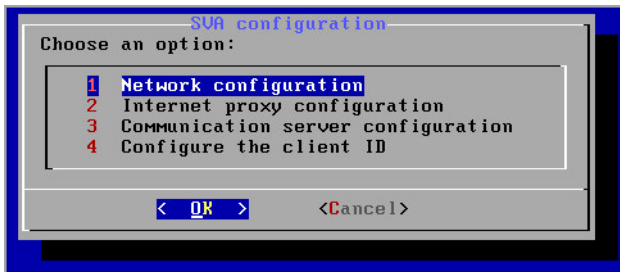 SVA configuration
Choose an option:
1 Network configuration
2 Internet proxy configuration
3 Communication server configuration
4 Configure the client ID
< OK > <Cancel>